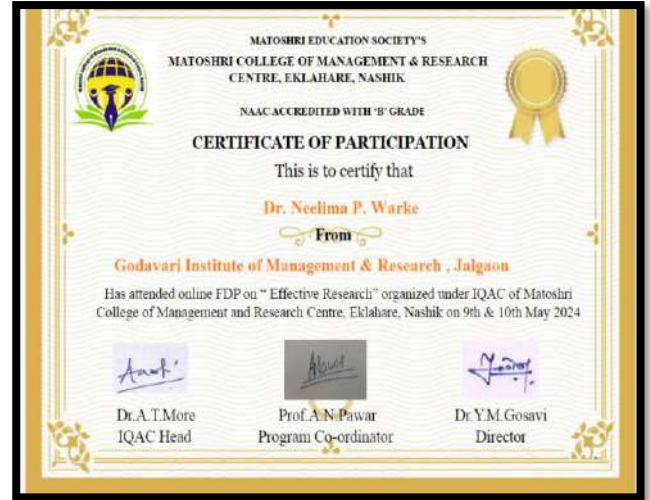 MATOSHRI EDUCATION SOCIETY'S
MATOSHRI COLLEGE OF MANAGEMENT & RESEARCH
CENTRE, EKLAHARE, NASHIK
NAAC ACCREDITED WITH 'B' GRADE
CERTIFICATE OF PARTICIPATION
This is to certify that
Dr. Neelima P. Warke
From
Godavari Institute of Management & Research , Jalgaon
Has attended online FDP on " Effective Research" organized under IQAC of Matoshri
College of Management and Research Centre, Eklahare, Nashik on 9th & 10th May 2024
Dr.A.T.More Prof.A.N.Pawar Dr.Y.M.Gosavi
IQAC Head Program Co-ordinator Director